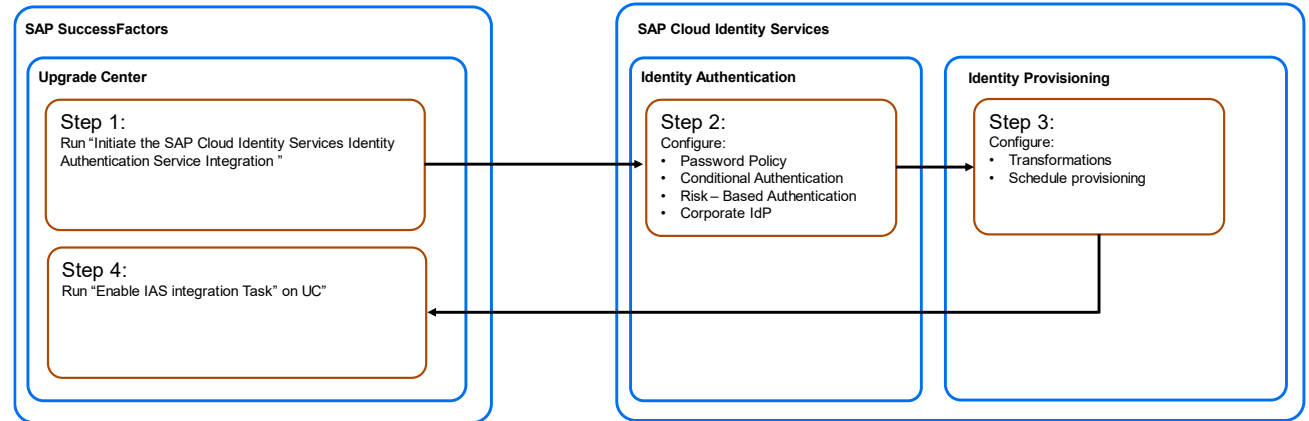 SAP SuccessFactors
Upgrade Center
Step 1:
Run “Initiate the SAP Cloud Identity Services Identity
Authentication Service Integration ”
Step 4:
Run “Enable IAS integration Task” on UC”
SAP Cloud Identity Services
Identity Authentication
Step 2:
Configure:
• Password Policy
• Conditional Authentication
• Risk – Based Authentication
• Corporate IdP
Identity Provisioning
Step 3:
Configure:
• Transformations
• Schedule provisioning